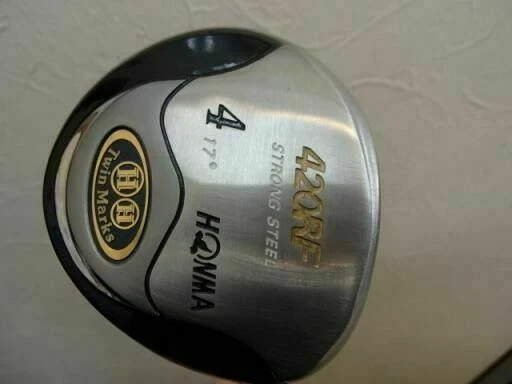 420RF
STRONG STEEL
4
17°
HONMA
H H
Twin Marks